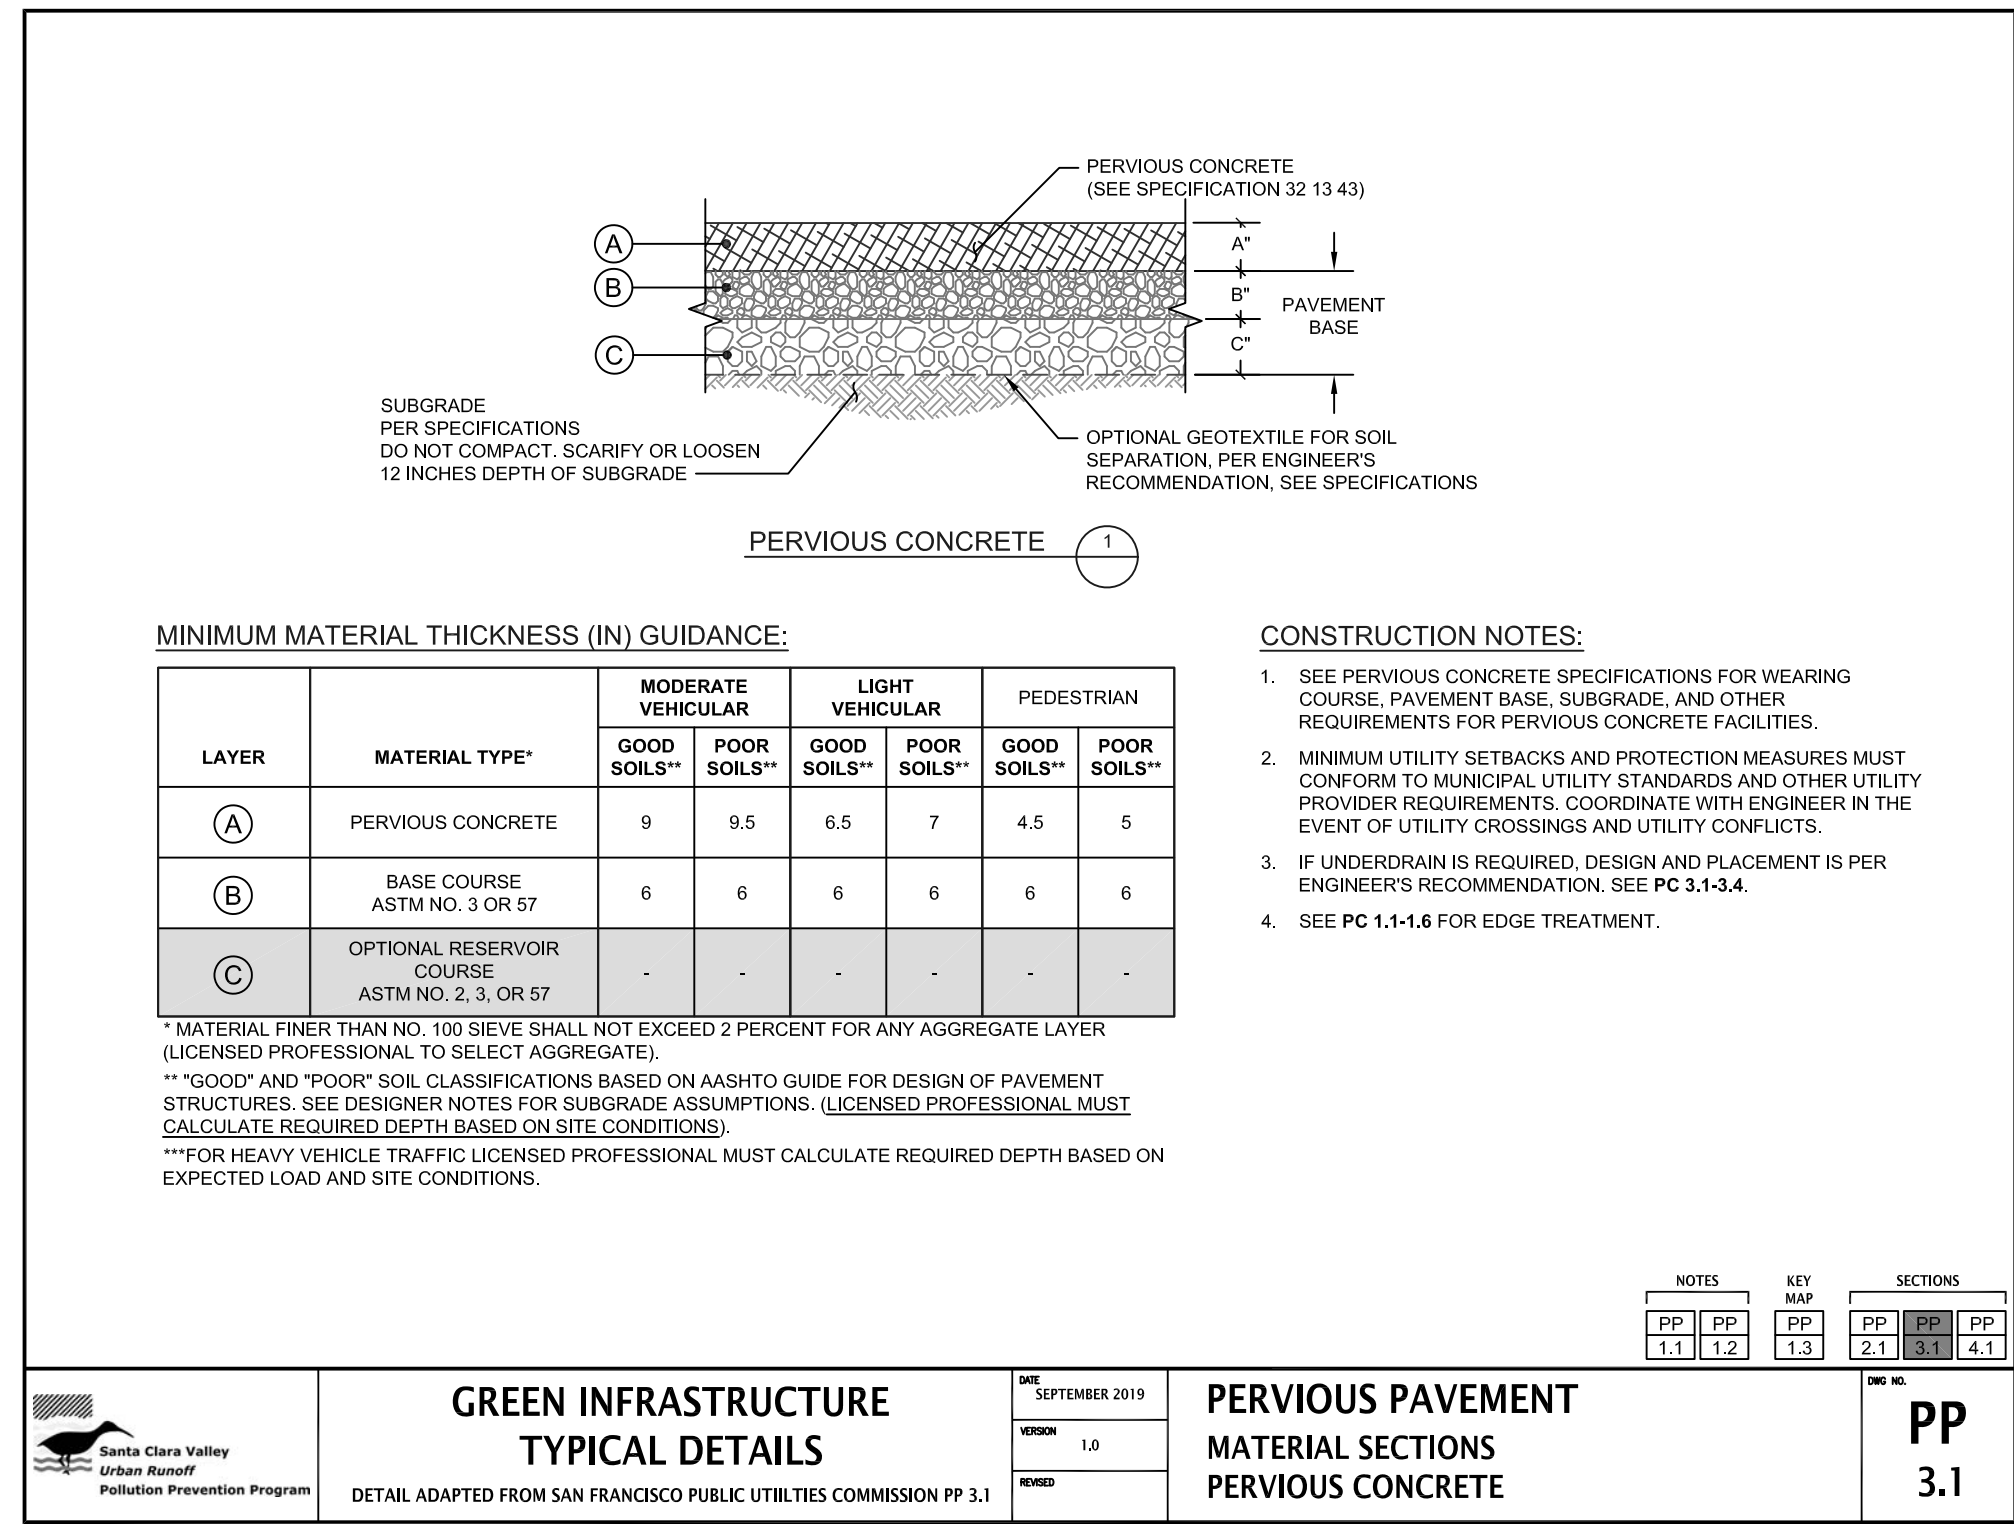 PERVIOUS CONCRETE
(SEE SPECIFICATION 32 13 43)
A
B
C
A"
B"
C"
PAVEMENT
BASE
SUBGRADE
PER SPECIFICATIONS
DO NOT COMPACT. SCARIFY OR LOOSEN
12 INCHES DEPTH OF SUBGRADE
OPTIONAL GEOTEXTILE FOR SOIL
SEPARATION, PER ENGINEER'S
RECOMMENDATION, SEE SPECIFICATIONS
PERVIOUS CONCRETE 1
MINIMUM MATERIAL THICKNESS (IN) GUIDANCE:
LAYER MATERIAL TYPE* MODERATE VEHICULAR LIGHT VEHICULAR PEDESTRIAN
GOOD SOILS** POOR SOILS** GOOD SOILS** POOR SOILS** GOOD SOILS** POOR SOILS**
A PERVIOUS CONCRETE 9 9.5 6.5 7 4.5 5
B BASE COURSE
ASTM NO. 3 OR 57 6 6 6 6 6 6
C OPTIONAL RESERVOIR
COURSE
ASTM NO. 2, 3, OR 57 - - - - - -
* MATERIAL FINER THAN NO. 100 SIEVE SHALL NOT EXCEED 2 PERCENT FOR ANY AGGREGATE LAYER
(LICENSED PROFESSIONAL TO SELECT AGGREGATE).
** "GOOD" AND "POOR" SOIL CLASSIFICATIONS BASED ON AASHTO GUIDE FOR DESIGN OF PAVEMENT
STRUCTURES. SEE DESIGNER NOTES FOR SUBGRADE ASSUMPTIONS. (LICENSED PROFESSIONAL MUST
CALCULATE REQUIRED DEPTH BASED ON SITE CONDITIONS).
***FOR HEAVY VEHICLE TRAFFIC LICENSED PROFESSIONAL MUST CALCULATE REQUIRED DEPTH BASED ON
EXPECTED LOAD AND SITE CONDITIONS.
CONSTRUCTION NOTES:
1. SEE PERVIOUS CONCRETE SPECIFICATIONS FOR WEARING
COURSE, PAVEMENT BASE, SUBGRADE, AND OTHER
REQUIREMENTS FOR PERVIOUS CONCRETE FACILITIES.
2. MINIMUM UTILITY SETBACKS AND PROTECTION MEASURES MUST
CONFORM TO MUNICIPAL UTILITY STANDARDS AND OTHER UTILITY
PROVIDER REQUIREMENTS. COORDINATE WITH ENGINEER IN THE
EVENT OF UTILITY CROSSINGS AND UTILITY CONFLICTS.
3. IF UNDERDRAIN IS REQUIRED, DESIGN AND PLACEMENT IS PER
ENGINEER'S RECOMMENDATION. SEE PC 3.1-3.4.
4. SEE PC 1.1-1.6 FOR EDGE TREATMENT.
NOTES
PP 1.1 PP 1.2
KEY
MAP
PP 1.3
SECTIONS
PP 2.1 PP 3.1 PP 4.1
Santa Clara Valley
Urban Runoff
Pollution Prevention Program
GREEN INFRASTRUCTURE
TYPICAL DETAILS
DETAIL ADAPTED FROM SAN FRANCISCO PUBLIC UTIILTIES COMMISSION PP 3.1
DATE
SEPTEMBER 2019
VERSION
1.0
REVISED
PERVIOUS PAVEMENT
MATERIAL SECTIONS
PERVIOUS CONCRETE
DWG NO.
PP
3.1